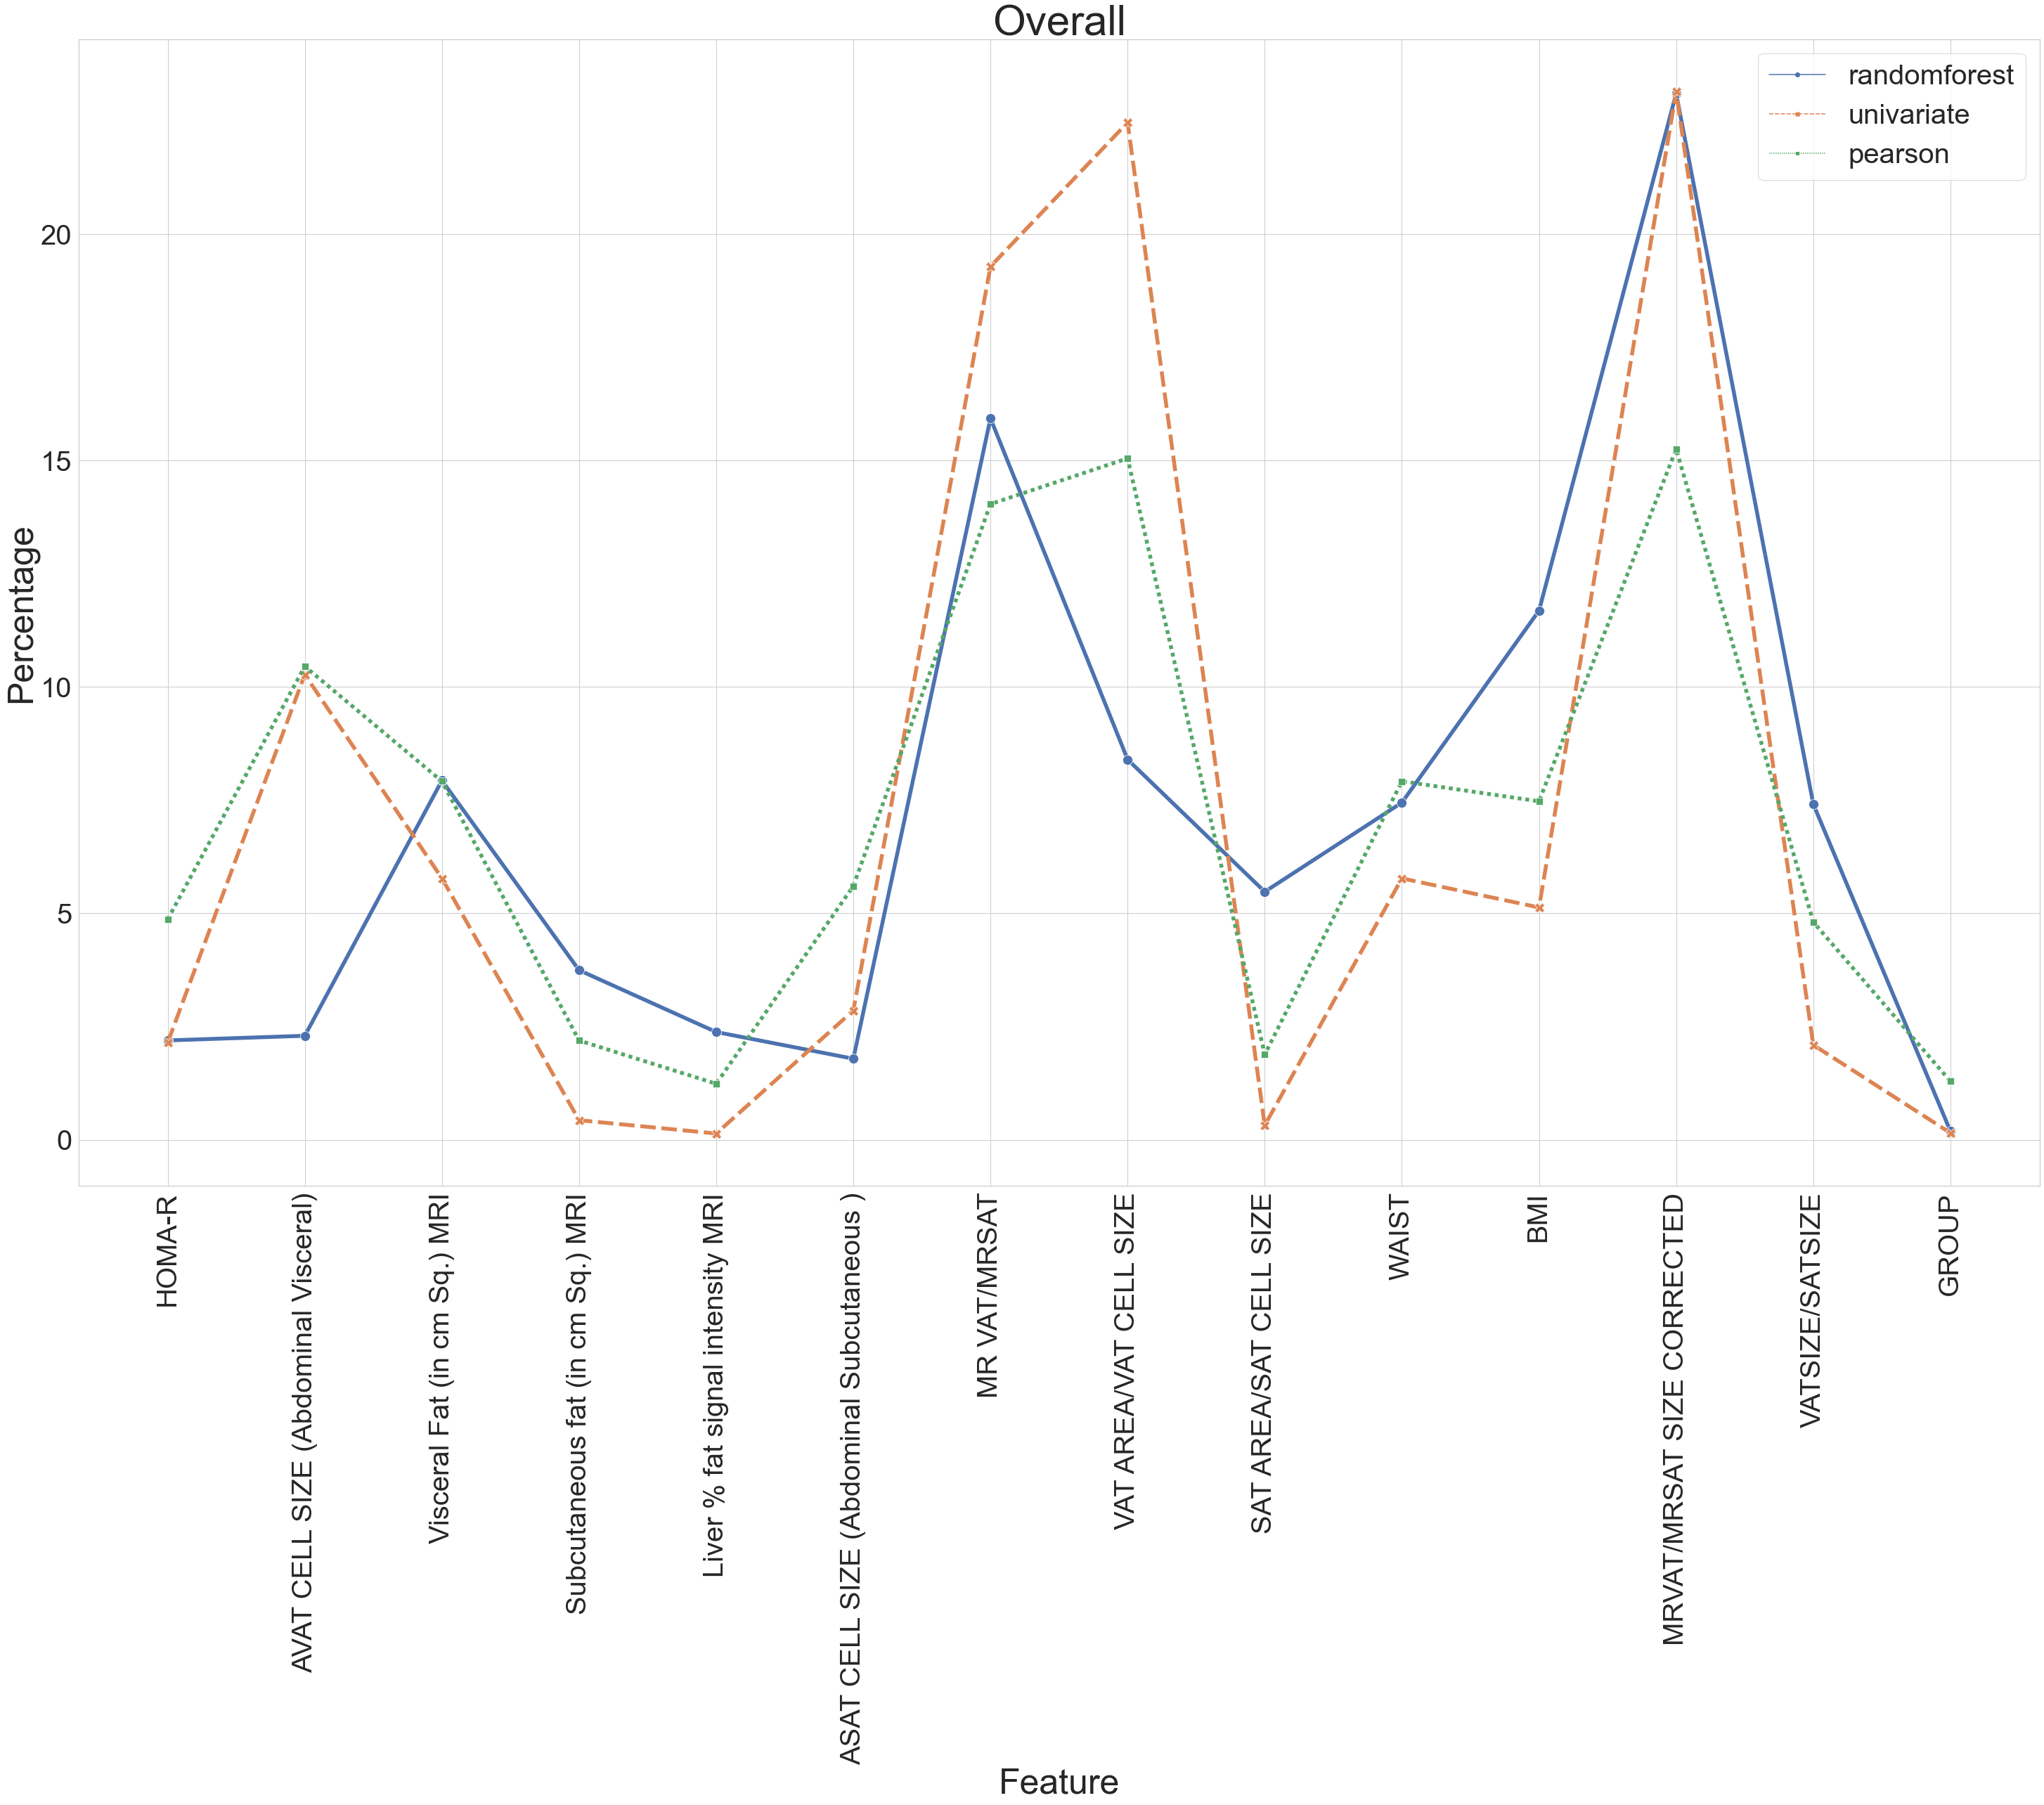 Overall
randomforest
univariate
pearson
Percentage
20
15
10
5
0
HOMA-R
AVAT CELL SIZE (Abdominal Visceral)
Visceral Fat (in cm Sq.) MRI
Subcutaneous fat (in cm Sq.) MRI
Liver % fat signal intensity MRI
ASAT CELL SIZE (Abdominal Subcutaneous )
MR VAT/MRSAT
VAT AREA/VAT CELL SIZE
SAT AREA/SAT CELL SIZE
WAIST
BMI
MRVAT/MRSAT SIZE CORRECTED
VATSIZE/SATSIZE
GROUP
Feature